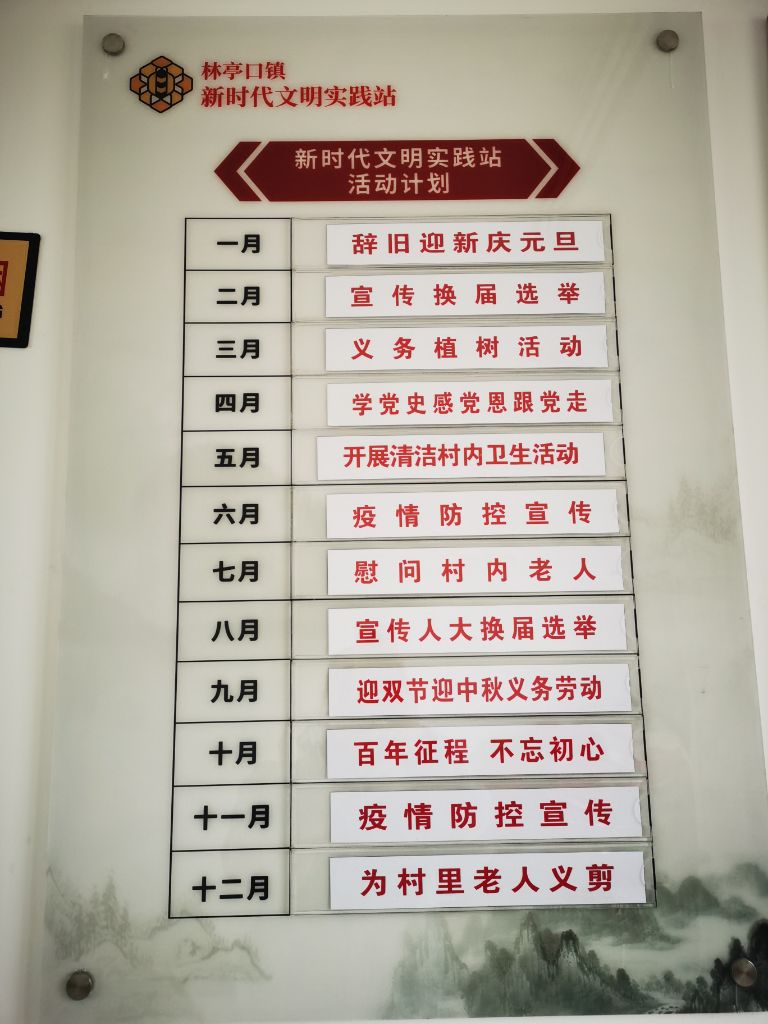 林亭口镇
新时代文明实践站
新时代文明实践站
活动计划
一月 辞旧迎新庆元旦
二月 宣传换届选举
三月 义务植树活动
四月 学党史感党恩跟党走
五月 开展清洁村内卫生活动
六月 疫情防控宣传
七月 慰问村内老人
八月 宣传人大换届选举
九月 迎双节迎中秋义务劳动
十月 百年征程 不忘初心
十一月 疫情防控宣传
十二月 为村里老人义剪